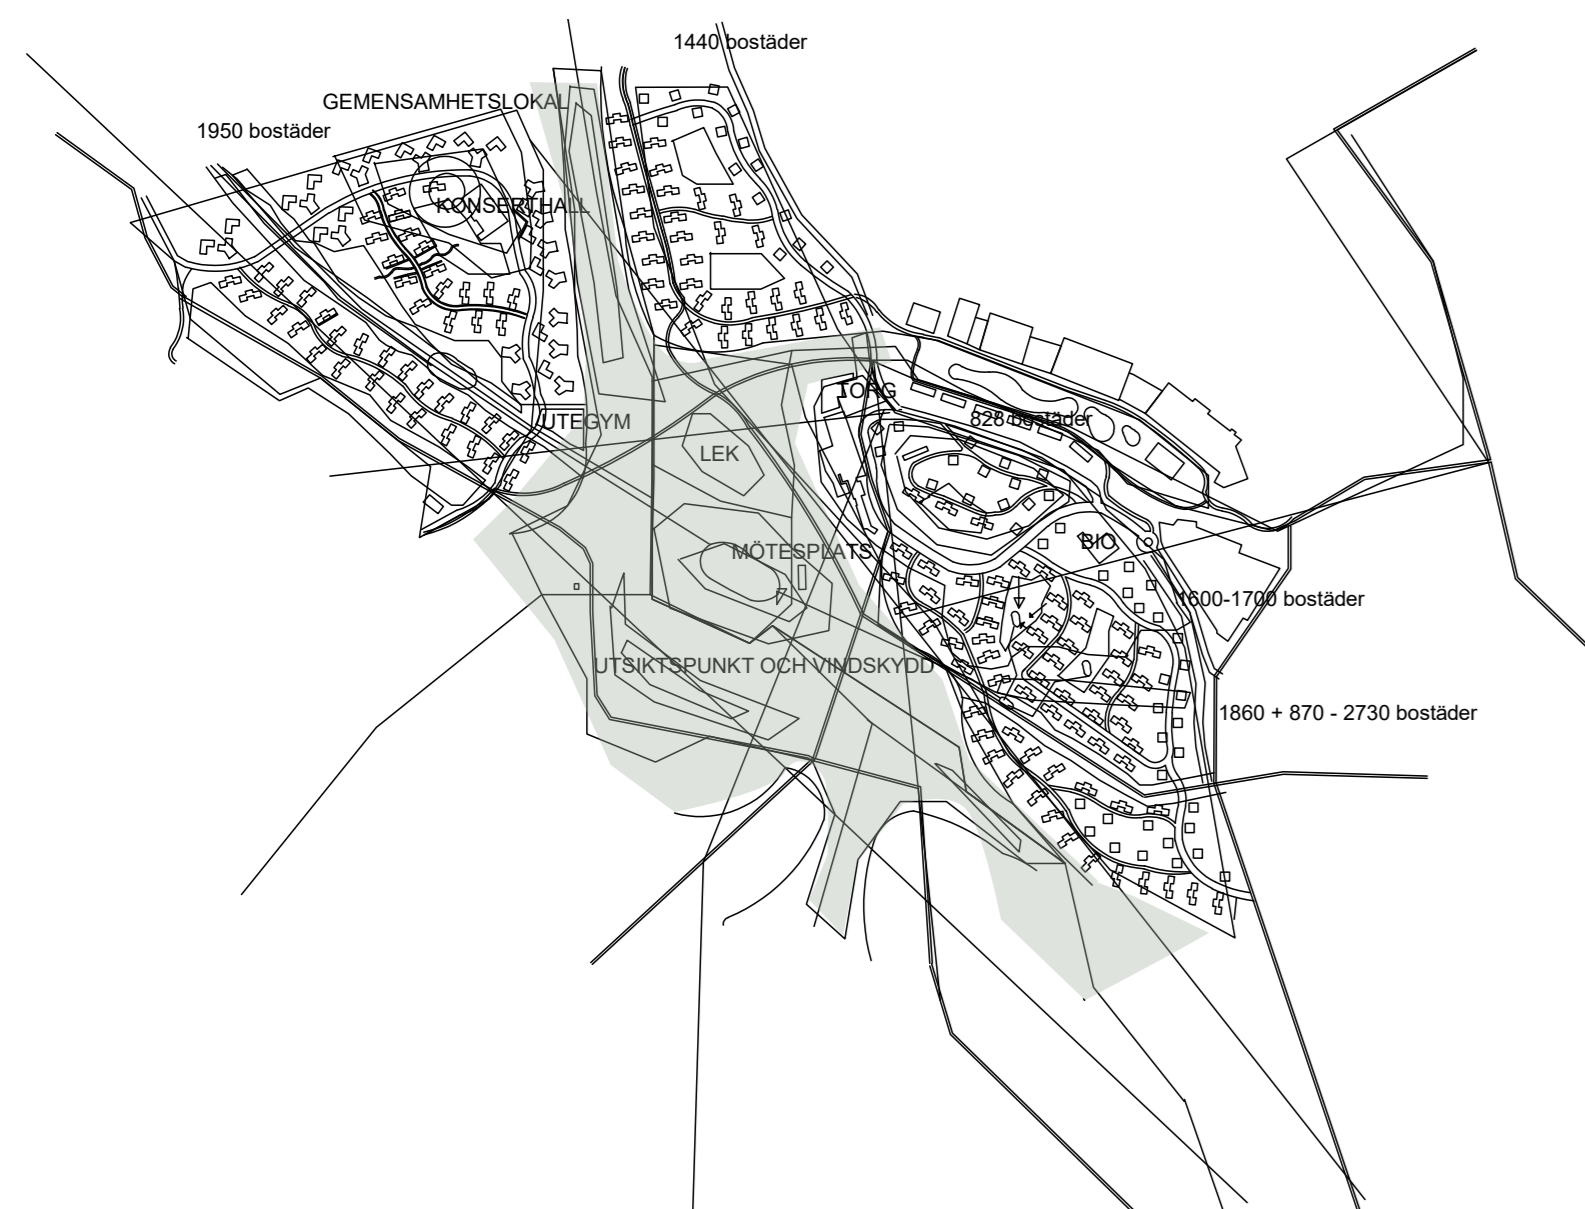 1440 bostäder
GEMENSAMHETSLOKAL
1950 bostäder
KONSERTHALL
TORG
UTEGYM
828 bostäder
LEK
BIO
MÖTESPLATS
1600-1700 bostäder
UTSIKTSPUNKT OCH VINDSKYDD
1860 + 870 - 2730 bostäder